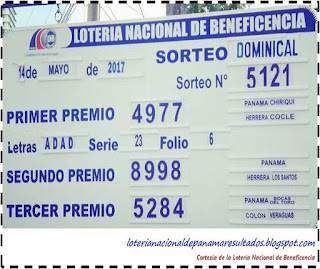 LOTERIA NACIONAL DE BENEFICENCIA
SORTEO DOMINICAL
14 de MAYO de 2017
Sorteo N° 5121
PRIMER PREMIO 4977
PANAMA CHIRIQUI
HERRERA COCLE
Letras ADAD Serie 23 Folio 6
SEGUNDO PREMIO 8998
PANAMA
HERRERA LOS SANTOS
TERCER PREMIO 5284
PANAMA BOCAS DEL TORO
COLON VERAGUAS
loterianacionaldepanamaresultados.blogspot.com
Cortesia de la Loteria Nacional de Beneficencia